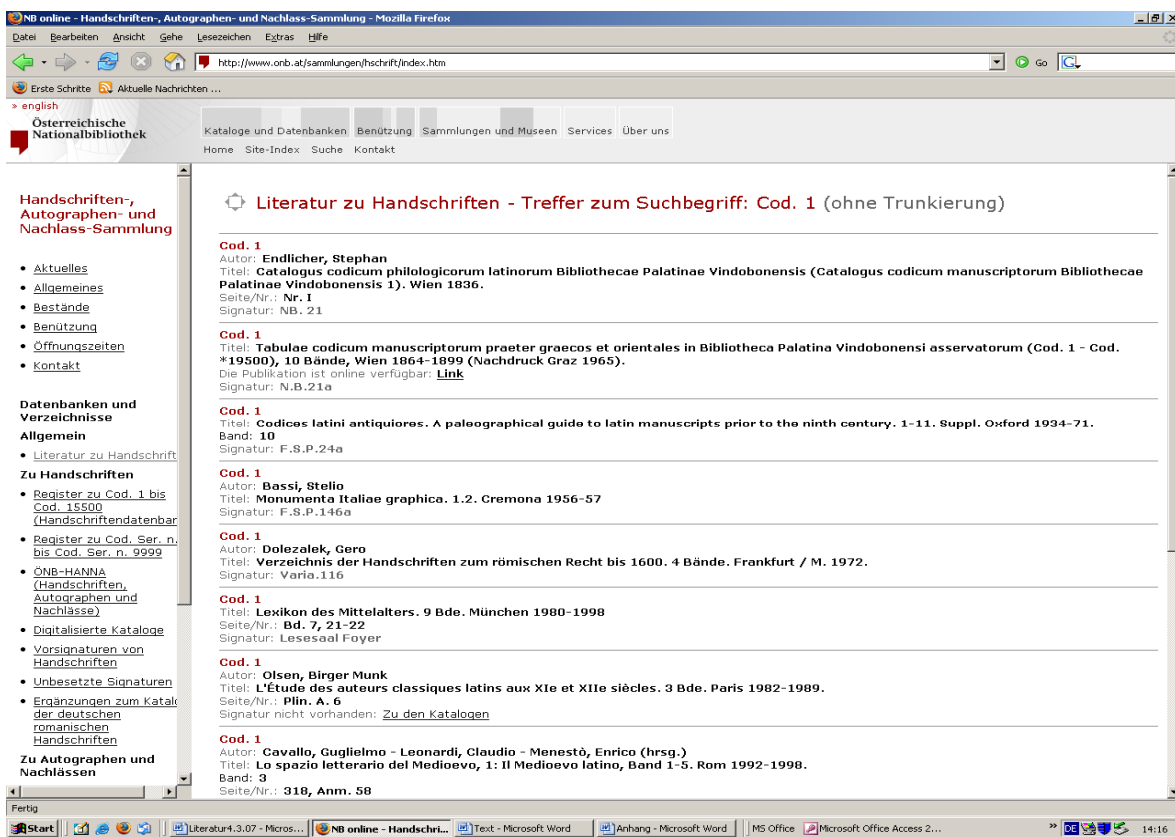 NB online - Handschriften-, Autographen- und Nachlass-Sammlung - Mozilla Firefox
Datei Bearbeiten Ansicht Gehe Lesezeichen Extras Hilfe
http://www.onb.at/sammlungen/hschrift/index.htm
Go
Erste Schritte Aktuelle Nachrichten ...
» english
Österreichische
Nationalbibliothek
Kataloge und Datenbanken Benützung Sammlungen und Museen Services Über uns
Home Site-Index Suche Kontakt
Handschriften-,
Autographen- und
Nachlass-Sammlung
• Aktuelles
• Allgemeines
• Bestände
• Benützung
• Öffnungszeiten
• Kontakt
Datenbanken und
Verzeichnisse
Allgemein
• Literatur zu Handschrift
Zu Handschriften
• Register zu Cod. 1 bis
Cod. 15500
(Handschriftendatenbar
• Register zu Cod. Ser. n.
bis Cod. Ser. n. 9999
• ÖNB-HANNA
(Handschriften,
Autographen und
Nachlässe)
• Digitalisierte Kataloge
• Vorsignaturen von
Handschriften
• Unbesetzte Signaturen
• Ergänzungen zum Katalo
der deutschen
romanischen
Handschriften
Zu Autographen und
Nachlässen
Literatur zu Handschriften - Treffer zum Suchbegriff: Cod. 1 (ohne Trunkierung)
Cod. 1
Autor: Endlicher, Stephan
Titel: Catalogus codicum philologicorum latinorum Bibliothecae Palatinae Vindobonensis (Catalogus codicum manuscriptorum Bibliothecae
Palatinae Vindobonensis 1). Wien 1836.
Seite/Nr.: Nr. I
Signatur: NB. 21
Cod. 1
Titel: Tabulae codicum manuscriptorum praeter graecos et orientales in Bibliotheca Palatina Vindobonensi asservatorum (Cod. 1 - Cod.
*19500), 10 Bände, Wien 1864-1899 (Nachdruck Graz 1965).
Die Publikation ist online verfügbar: Link
Signatur: N.B.21a
Cod. 1
Titel: Codices latini antiquiores. A paleographical guide to latin manuscripts prior to the ninth century. 1-11. Suppl. Oxford 1934-71.
Band: 10
Signatur: F.S.P.24a
Cod. 1
Autor: Bassi, Stelio
Titel: Monumenta Italiae graphica. 1.2. Cremona 1956-57
Signatur: F.S.P.146a
Cod. 1
Autor: Dolezalek, Gero
Titel: Verzeichnis der Handschriften zum römischen Recht bis 1600. 4 Bände. Frankfurt / M. 1972.
Signatur: Varia.116
Cod. 1
Titel: Lexikon des Mittelalters. 9 Bde. München 1980-1998
Seite/Nr.: Bd. 7, 21-22
Signatur: Lesesaal Foyer
Cod. 1
Autor: Olsen, Birger Munk
Titel: L'Étude des auteurs classiques latins aux XIe et XIIe siècles. 3 Bde. Paris 1982-1989.
Seite/Nr.: Plin. A. 6
Signatur nicht vorhanden: Zu den Katalogen
Cod. 1
Autor: Cavallo, Guglielmo - Leonardi, Claudio - Menestò, Enrico (hrsg.)
Titel: Lo spazio letterario del Medioevo, 1: Il Medioevo latino, Band 1-5. Rom 1992-1998.
Band: 3
Seite/Nr.: 318, Anm. 58
Fertig
Start Literatur4.3.07 - Micros... NB online - Handschri... Text - Microsoft Word Anhang - Microsoft Word MS Office Microsoft Office Access 2... » DE 14:16